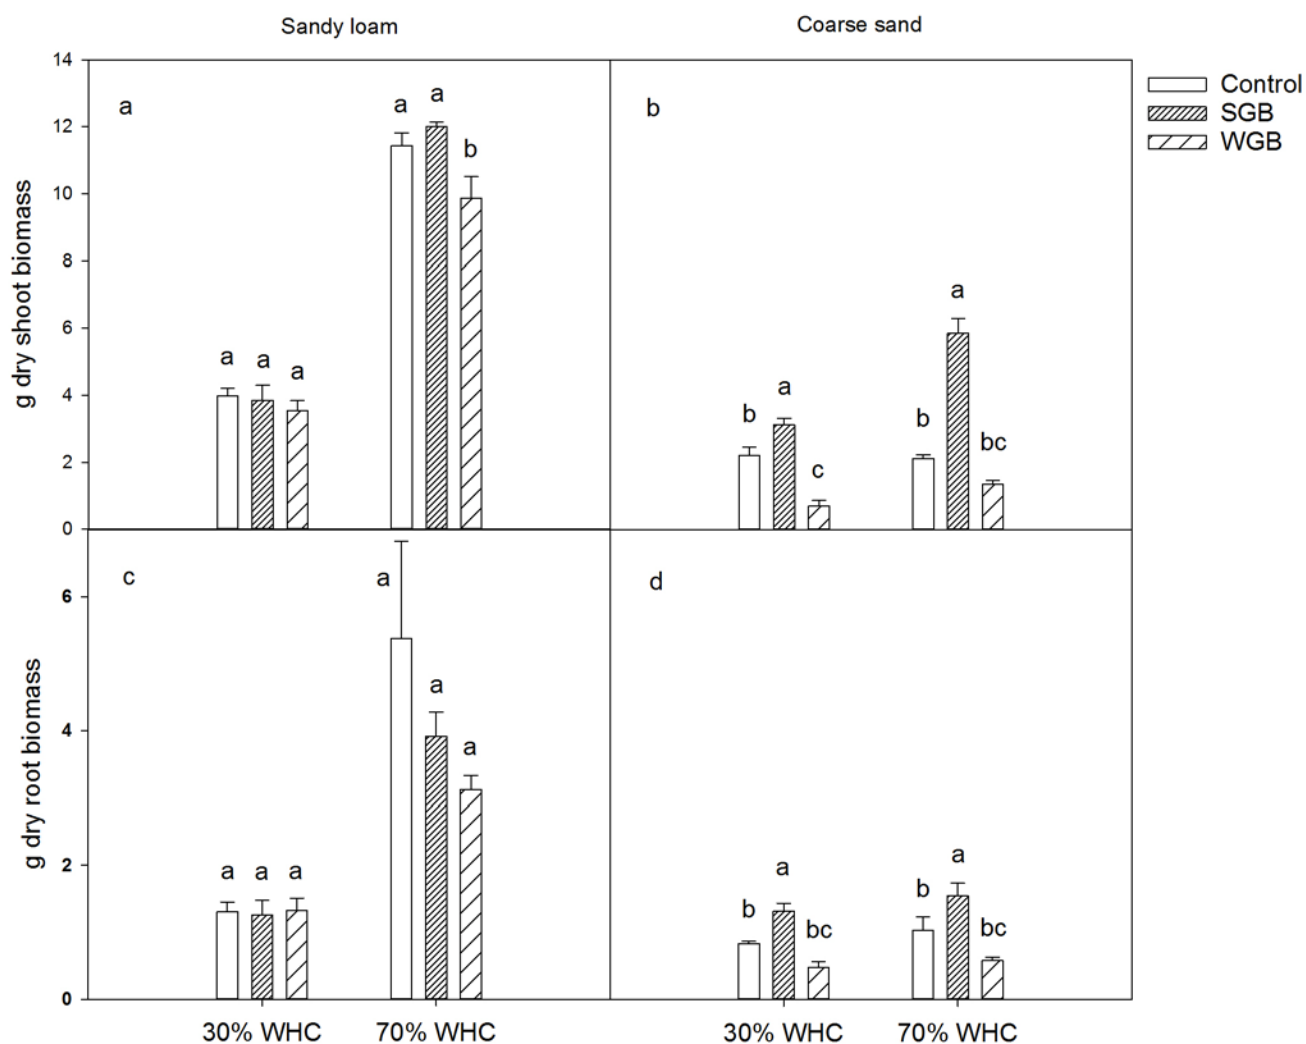 Sandy loam
Coarse sand
Control
SGB
WGB
g dry shoot biomass
14
12
10
8
6
4
2
0
a
a a b
a a a
b
b a c
b a bc
g dry root biomass
6
4
2
0
c
a a a
a a a
d
b a bc
b a bc
30% WHC 70% WHC
30% WHC 70% WHC